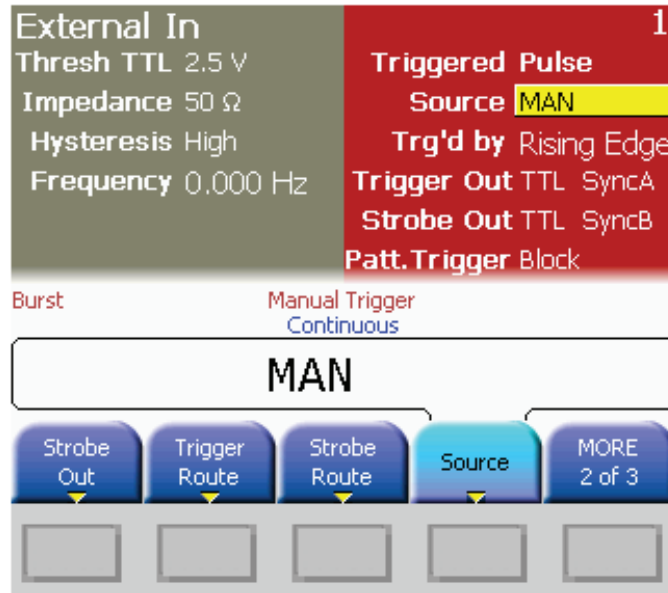 External In
Thresh TTL 2.5 V
Impedance 50 Ω
Hysteresis High
Frequency 0.000 Hz
1
Triggered Pulse
Source MAN
Trg'd by Rising Edge
Trigger Out TTL SyncA
Strobe Out TTL SyncB
Patt.Trigger Block
Burst
Manual Trigger
Continuous
MAN
Strobe
Out
Trigger
Route
Strobe
Route
Source
MORE
2 of 3